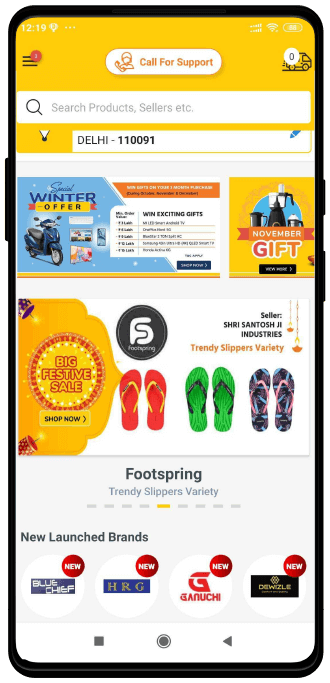 12:19
Call For Support
0
Search Products, Sellers etc.
DELHI - 110091
Special
WINTER
OFFER
WIN EXCITING GIFTS
SHOP NOW
NOVEMBER
GIFT
VIEW MORE
Footspring
Seller:
SHRI SANTOSH JI
INDUSTRIES
Trendy Slippers Variety
BIG
FESTIVE
SALE
SHOP NOW
Footspring
Trendy Slippers Variety
New Launched Brands
NEW
NEW
NEW
NEW
BLUE
CHIEF
HRG
GANUCHI
DEWIZLE